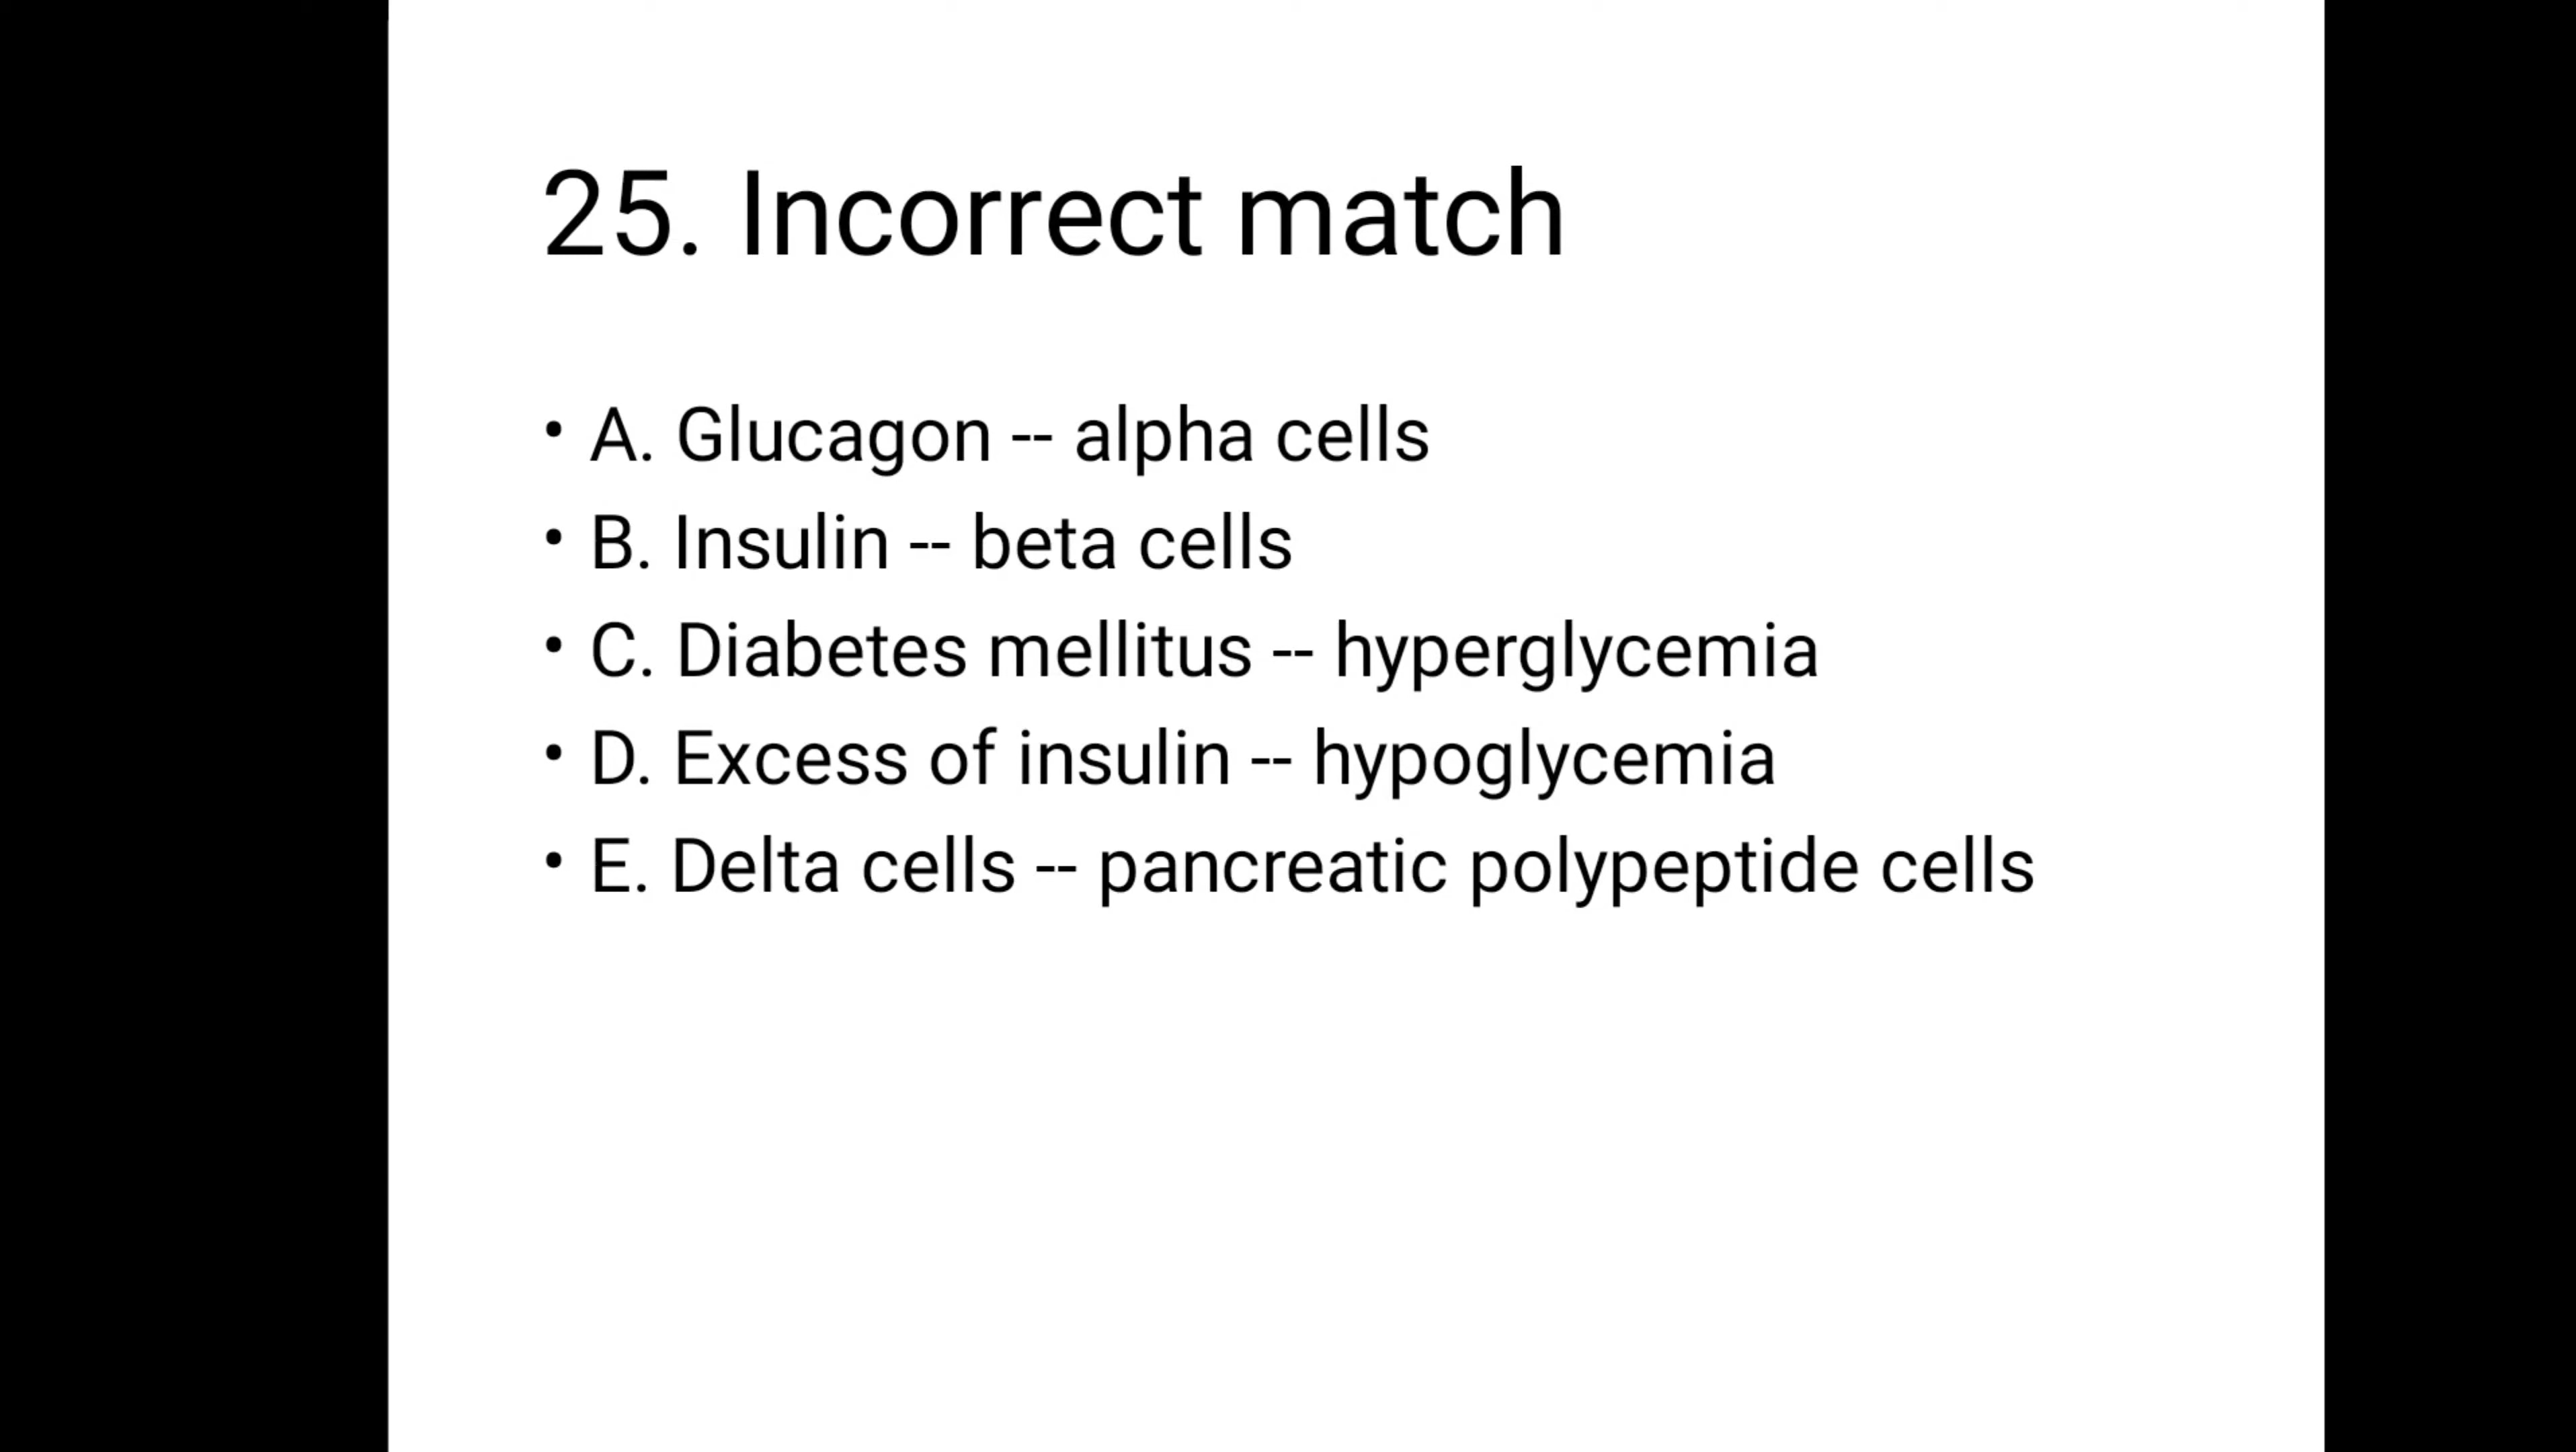 25. Incorrect match
• A. Glucagon -- alpha cells
• B. Insulin -- beta cells
• C. Diabetes mellitus -- hyperglycemia
• D. Excess of insulin -- hypoglycemia
• E. Delta cells -- pancreatic polypeptide cells